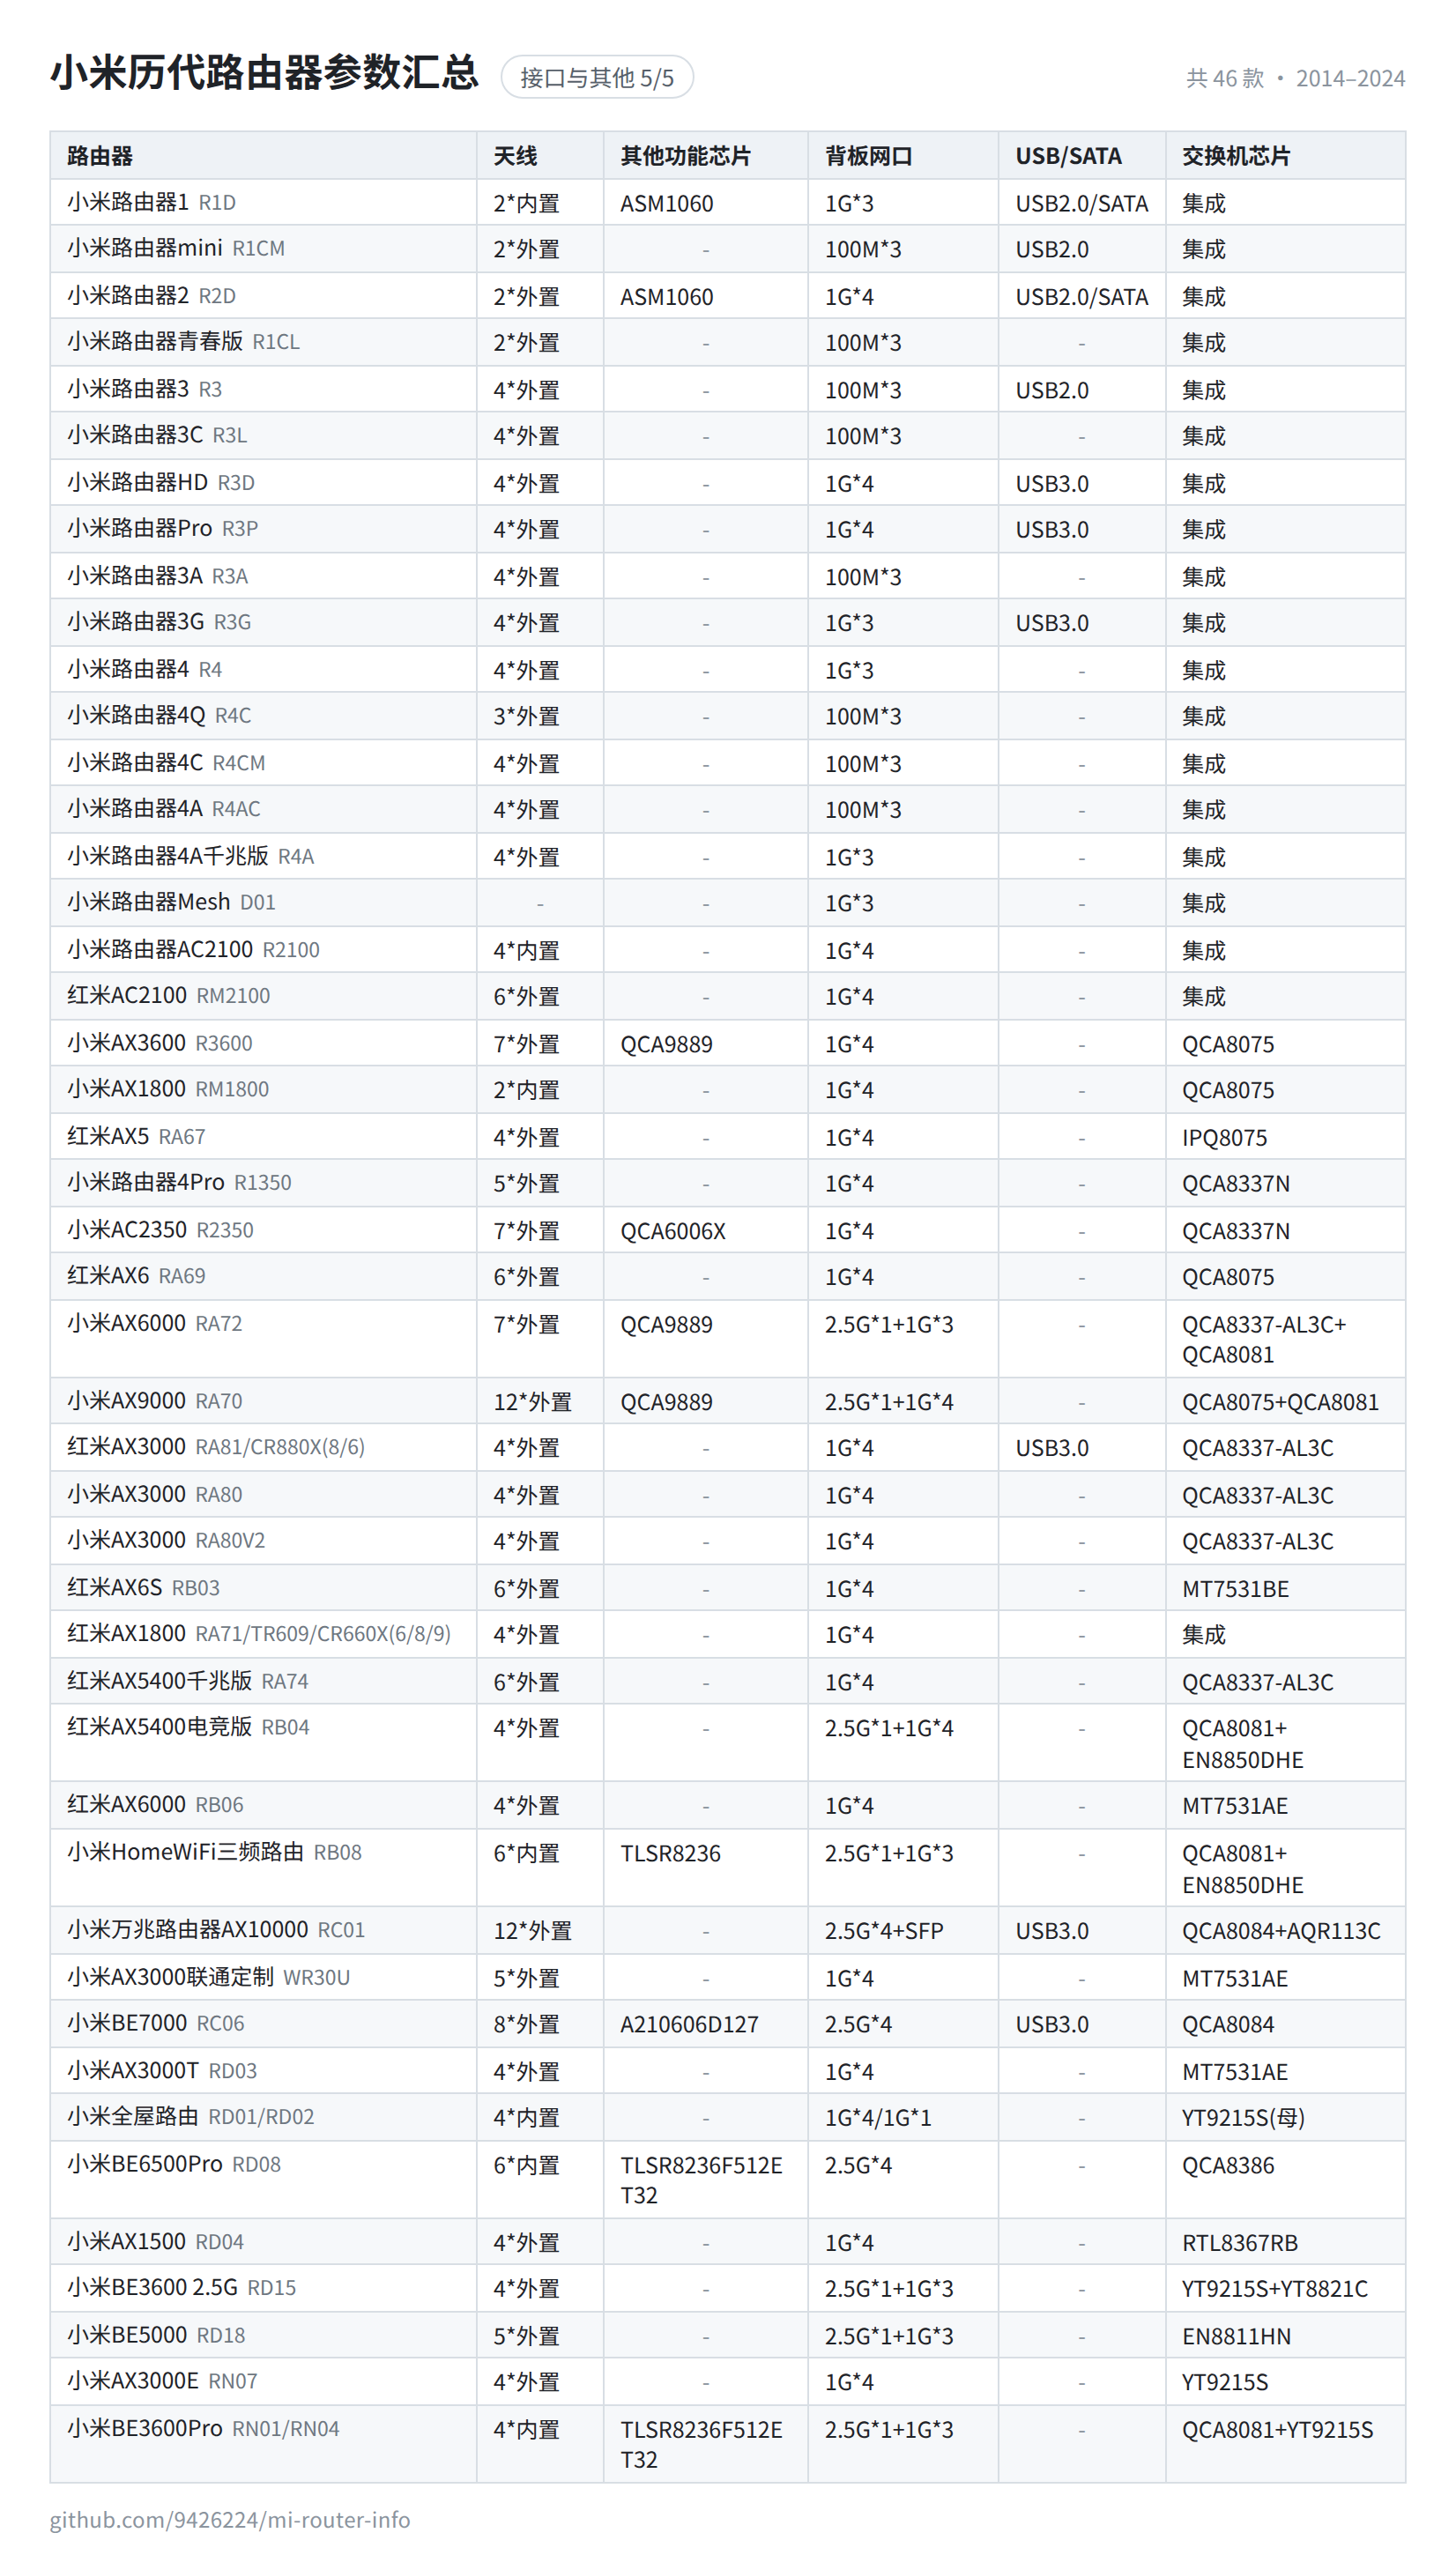 小米历代路由器参数汇总 接口与其他 5/5 共 46 款 · 2014–2024
路由器 天线 其他功能芯片 背板网口 USB/SATA 交换机芯片
小米路由器1 R1D 2*内置 ASM1060 1G*3 USB2.0/SATA 集成
小米路由器mini R1CM 2*外置 - 100M*3 USB2.0 集成
小米路由器2 R2D 2*外置 ASM1060 1G*4 USB2.0/SATA 集成
小米路由器青春版 R1CL 2*外置 - 100M*3 - 集成
小米路由器3 R3 4*外置 - 100M*3 USB2.0 集成
小米路由器3C R3L 4*外置 - 100M*3 - 集成
小米路由器HD R3D 4*外置 - 1G*4 USB3.0 集成
小米路由器Pro R3P 4*外置 - 1G*4 USB3.0 集成
小米路由器3A R3A 4*外置 - 100M*3 - 集成
小米路由器3G R3G 4*外置 - 1G*3 USB3.0 集成
小米路由器4 R4 4*外置 - 1G*3 - 集成
小米路由器4Q R4C 3*外置 - 100M*3 - 集成
小米路由器4C R4CM 4*外置 - 100M*3 - 集成
小米路由器4A R4AC 4*外置 - 100M*3 - 集成
小米路由器4A千兆版 R4A 4*外置 - 1G*3 - 集成
小米路由器Mesh D01 - - 1G*3 - 集成
小米路由器AC2100 R2100 4*内置 - 1G*4 - 集成
红米AC2100 RM2100 6*外置 - 1G*4 - 集成
小米AX3600 R3600 7*外置 QCA9889 1G*4 - QCA8075
小米AX1800 RM1800 2*内置 - 1G*4 - QCA8075
红米AX5 RA67 4*外置 - 1G*4 - IPQ8075
小米路由器4Pro R1350 5*外置 - 1G*4 - QCA8337N
小米AC2350 R2350 7*外置 QCA6006X 1G*4 - QCA8337N
红米AX6 RA69 6*外置 - 1G*4 - QCA8075
小米AX6000 RA72 7*外置 QCA9889 2.5G*1+1G*3 - QCA8337-AL3C+
QCA8081
小米AX9000 RA70 12*外置 QCA9889 2.5G*1+1G*4 - QCA8075+QCA8081
红米AX3000 RA81/CR880X(8/6) 4*外置 - 1G*4 USB3.0 QCA8337-AL3C
小米AX3000 RA80 4*外置 - 1G*4 - QCA8337-AL3C
小米AX3000 RA80V2 4*外置 - 1G*4 - QCA8337-AL3C
红米AX6S RB03 6*外置 - 1G*4 - MT7531BE
红米AX1800 RA71/TR609/CR660X(6/8/9) 4*外置 - 1G*4 - 集成
红米AX5400千兆版 RA74 6*外置 - 1G*4 - QCA8337-AL3C
红米AX5400电竞版 RB04 4*外置 - 2.5G*1+1G*4 - QCA8081+
EN8850DHE
红米AX6000 RB06 4*外置 - 1G*4 - MT7531AE
小米HomeWiFi三频路由 RB08 6*内置 TLSR8236 2.5G*1+1G*3 - QCA8081+
EN8850DHE
小米万兆路由器AX10000 RC01 12*外置 - 2.5G*4+SFP USB3.0 QCA8084+AQR113C
小米AX3000联通定制 WR30U 5*外置 - 1G*4 - MT7531AE
小米BE7000 RC06 8*外置 A210606D127 2.5G*4 USB3.0 QCA8084
小米AX3000T RD03 4*外置 - 1G*4 - MT7531AE
小米全屋路由 RD01/RD02 4*内置 - 1G*4/1G*1 - YT9215S(母)
小米BE6500Pro RD08 6*内置 TLSR8236F512E 2.5G*4 - QCA8386
T32
小米AX1500 RD04 4*外置 - 1G*4 - RTL8367RB
小米BE3600 2.5G RD15 4*外置 - 2.5G*1+1G*3 - YT9215S+YT8821C
小米BE5000 RD18 5*外置 - 2.5G*1+1G*3 - EN8811HN
小米AX3000E RN07 4*外置 - 1G*4 - YT9215S
小米BE3600Pro RN01/RN04 4*内置 TLSR8236F512E 2.5G*1+1G*3 - QCA8081+YT9215S
T32
github.com/9426224/mi-router-info